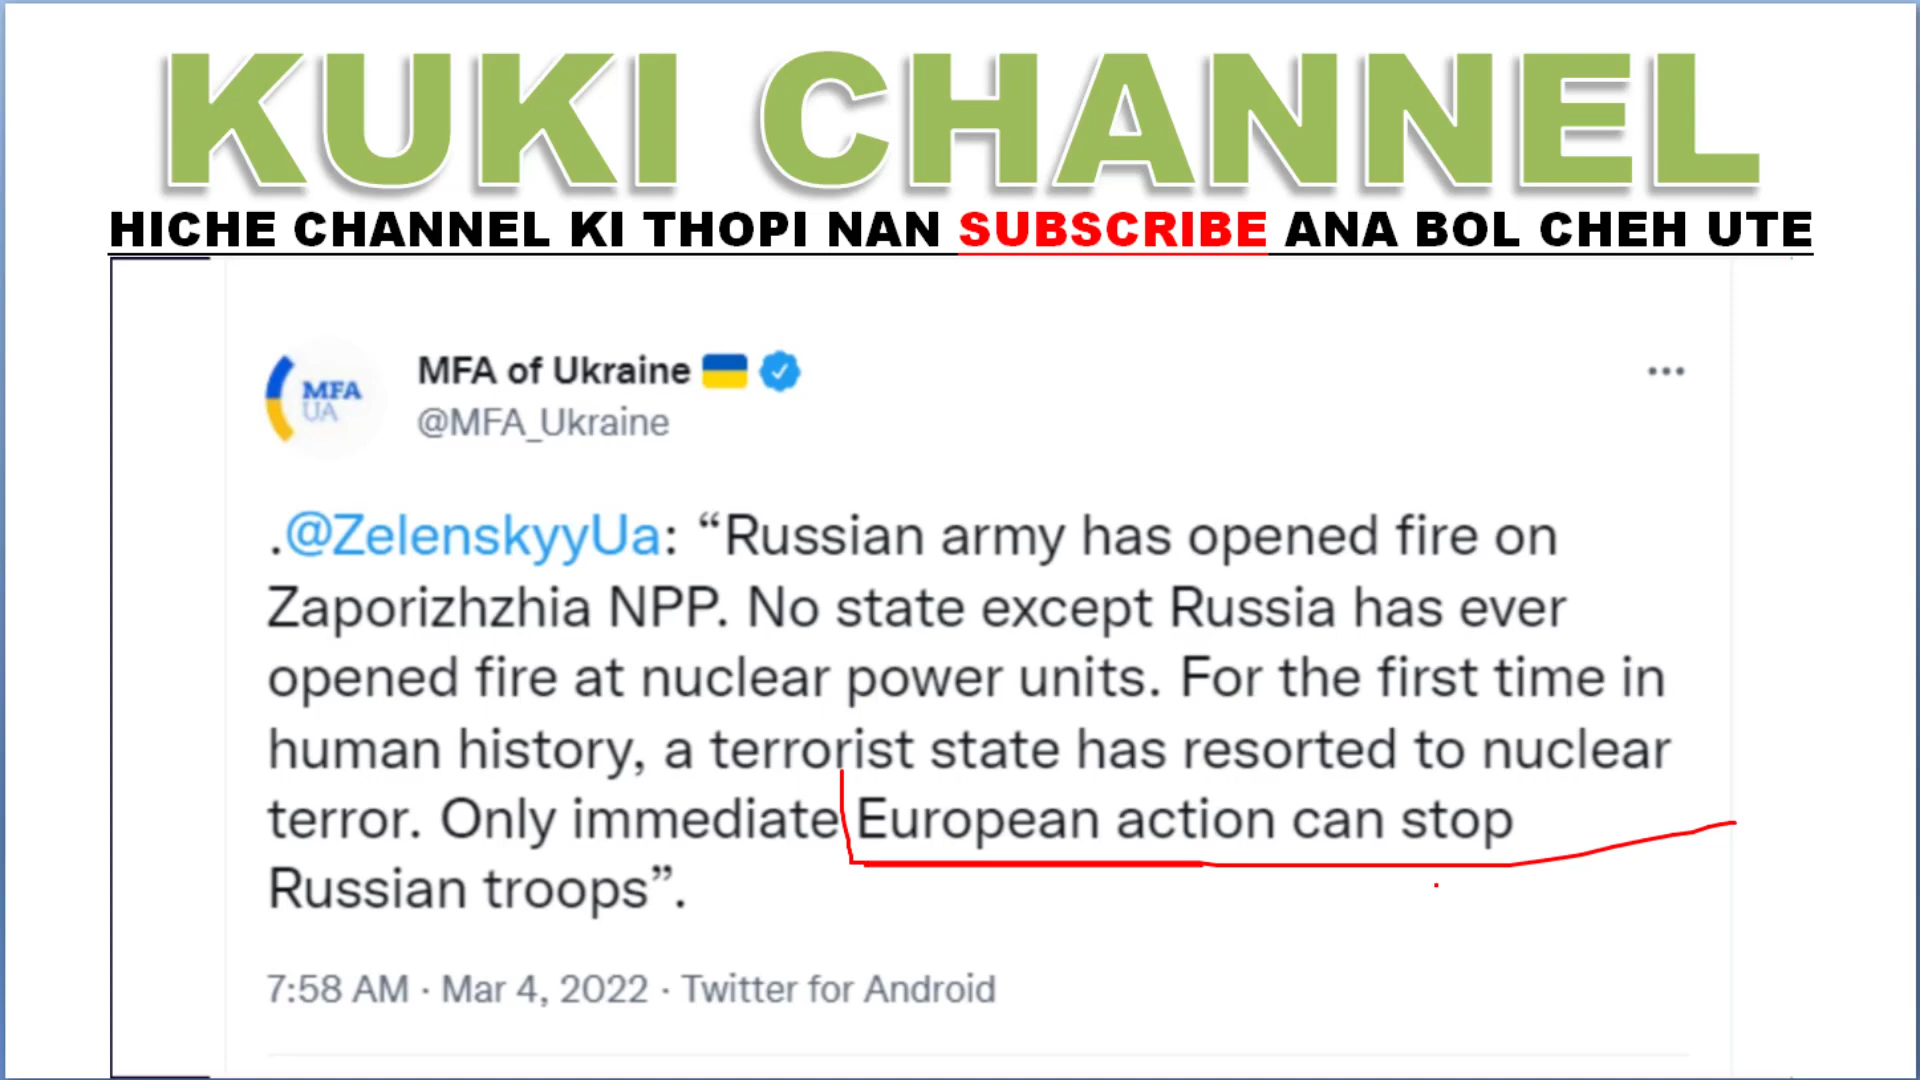 KUKI CHANNEL
HICHE CHANNEL KI THOPI NAN SUBSCRIBE ANA BOL CHEH UTE
MFA of Ukraine
MFA
UA
@MFA_Ukraine
.@ZelenskyyUa: “Russian army has opened fire on
Zaporizhzhia NPP. No state except Russia has ever
opened fire at nuclear power units. For the first time in
human history, a terrorist state has resorted to nuclear
terror. Only immediate European action can stop
Russian troops”.
7:58 AM · Mar 4, 2022 · Twitter for Android